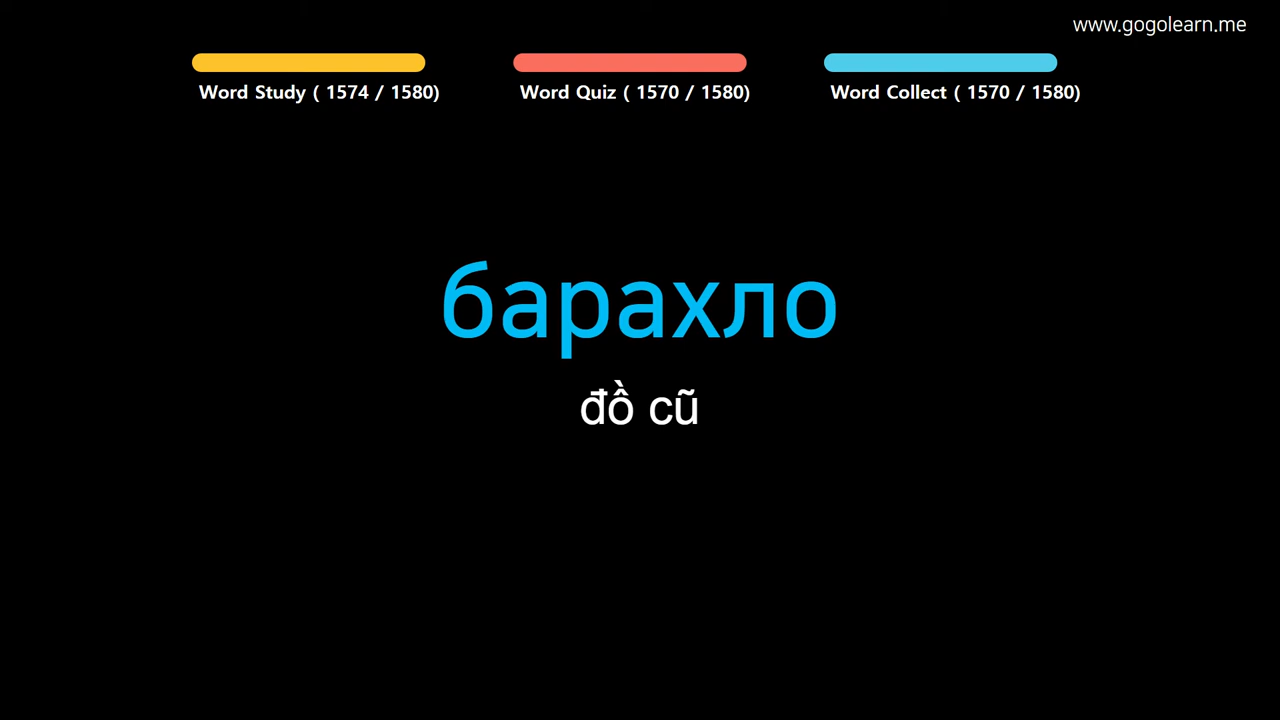 www.gogolearn.me
Word Study ( 1574 / 1580)
Word Quiz ( 1570 / 1580)
Word Collect ( 1570 / 1580)
барахло
đồ cũ